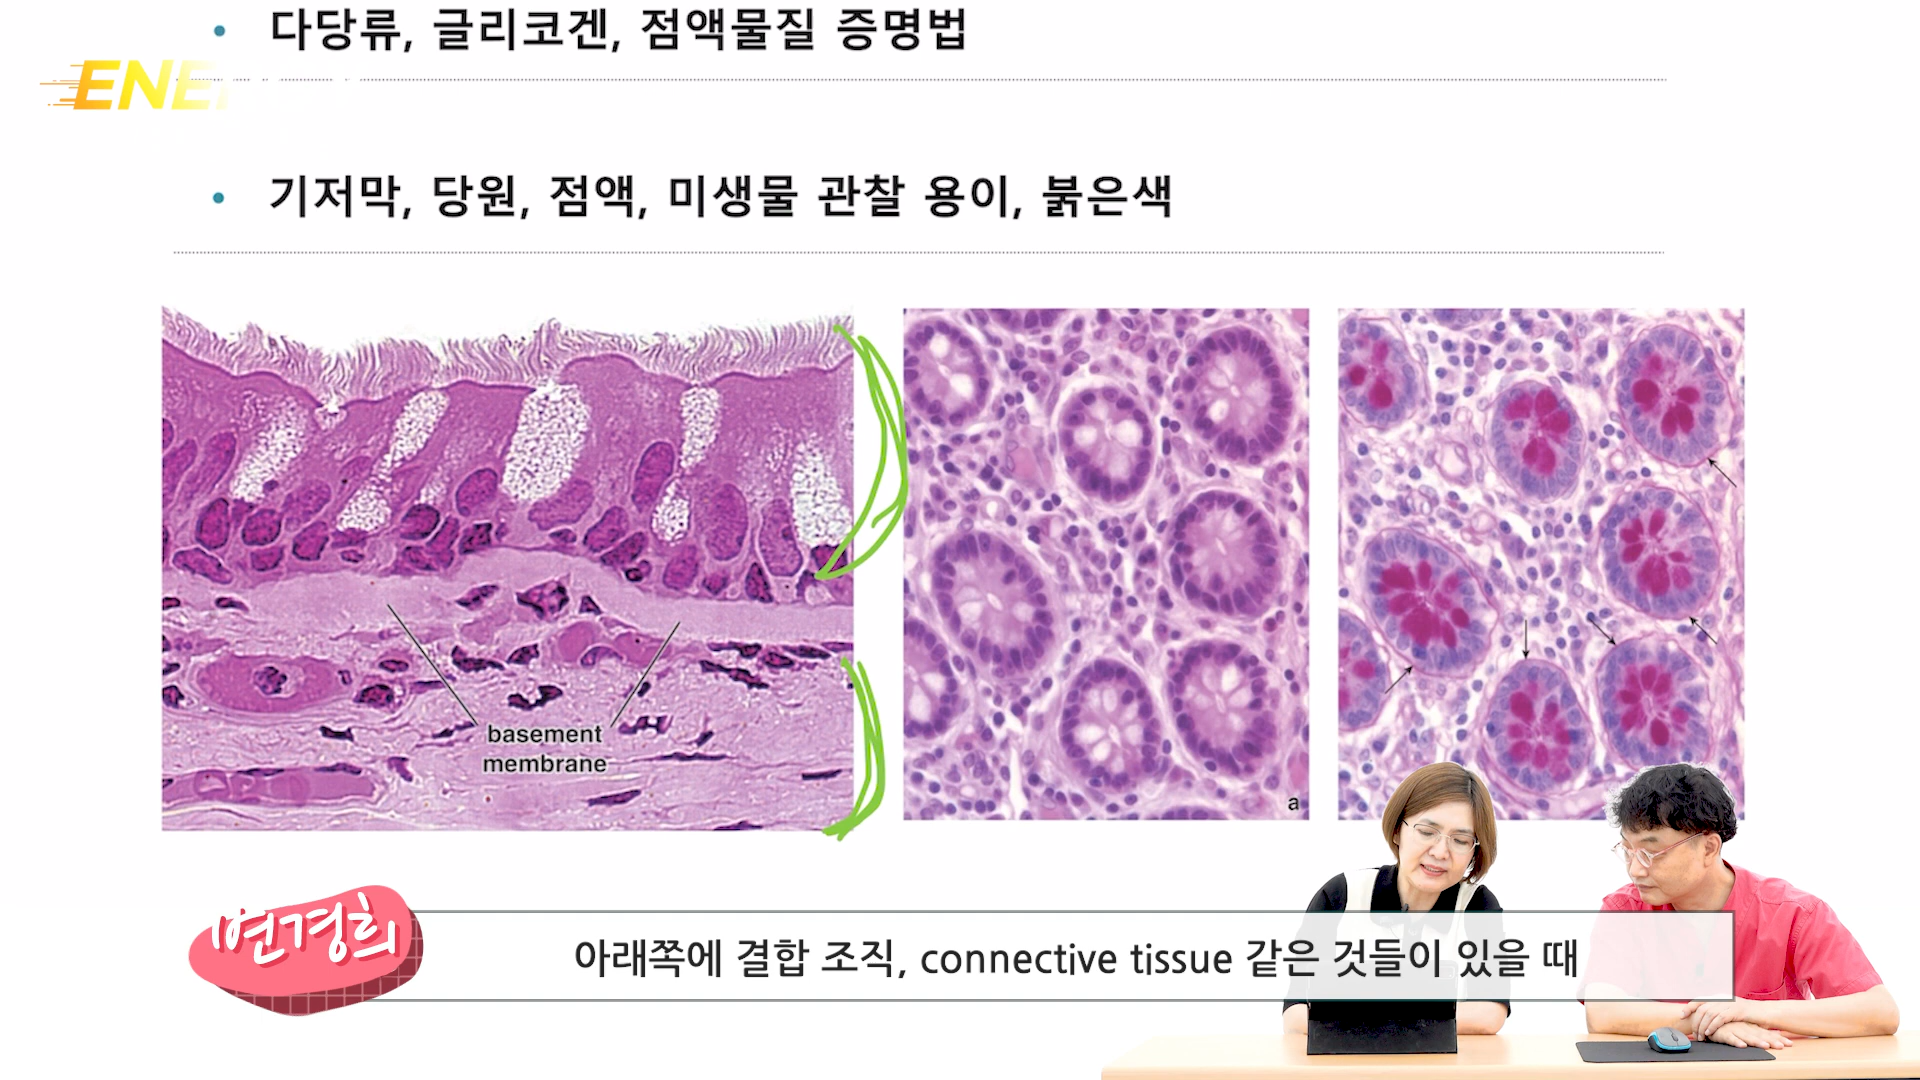 다당류, 글리코겐, 점액물질 증명법
ENE
기저막, 당원, 점액, 미생물 관찰 용이, 붉은색
basement
membrane
a
변경희
아래쪽에 결합 조직, connective tissue 같은 것들이 있을 때